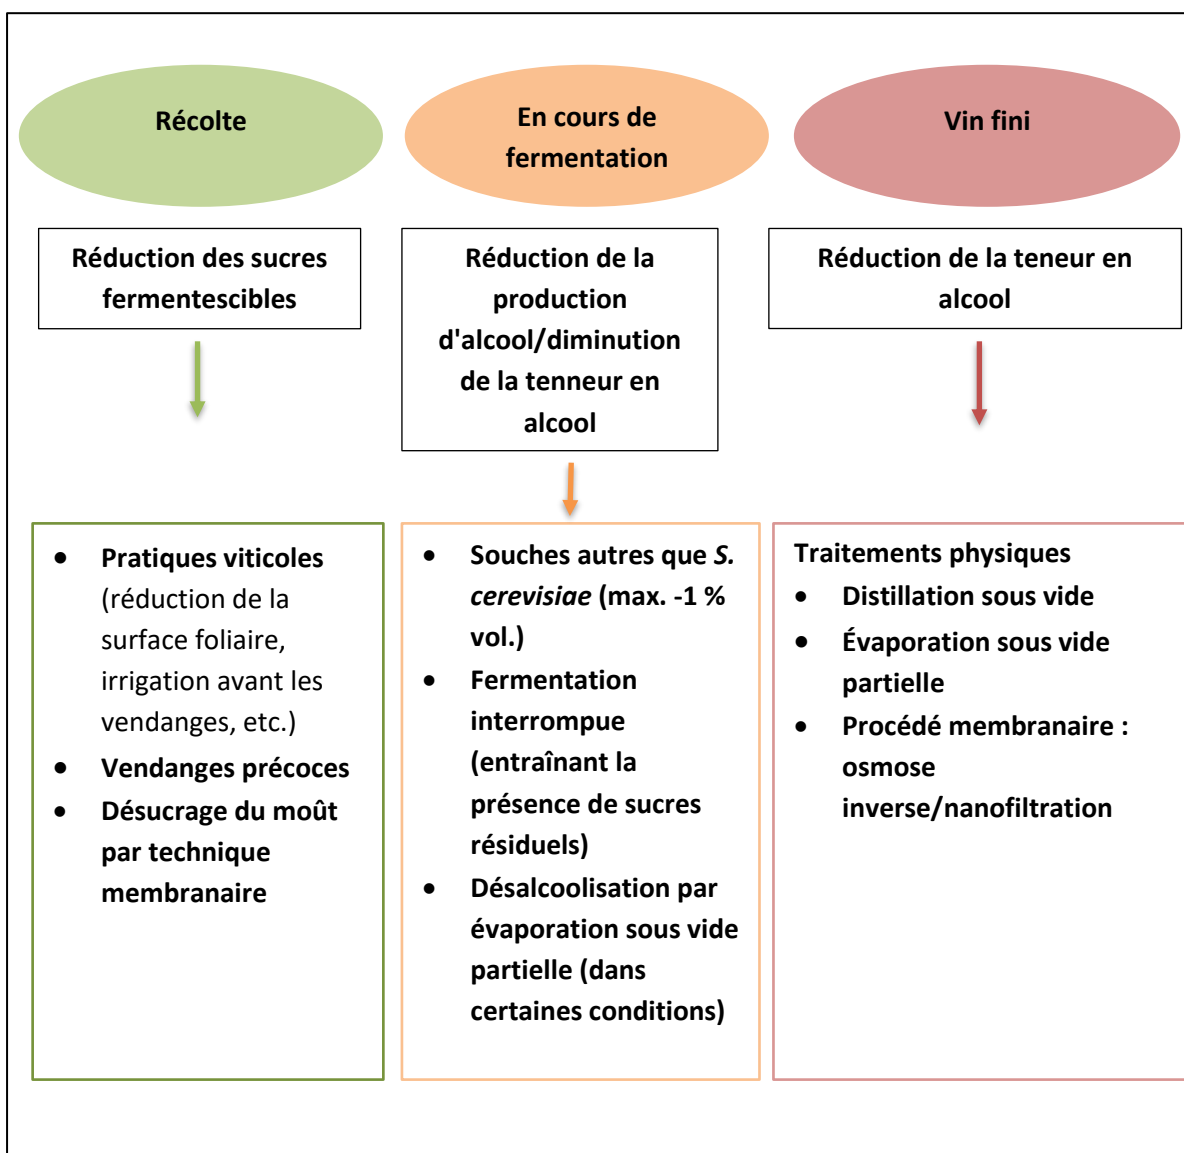 Récolte
En cours de
fermentation
Vin fini
Réduction des sucres
fermentescibles
Réduction de la
production
d'alcool/diminution
de la tenneur en
alcool
Réduction de la teneur en
alcool
• Pratiques viticoles
(réduction de la
surface foliaire,
irrigation avant les
vendanges, etc.)
• Vendanges précoces
• Désucrage du moût
par technique
membranaire
• Souches autres que S.
cerevisiae (max. -1 %
vol.)
• Fermentation
interrompue
(entraînant la
présence de sucres
résiduels)
• Désalcoolisation par
évaporation sous vide
partielle (dans
certaines conditions)
Traitements physiques
• Distillation sous vide
• Évaporation sous vide
partielle
• Procédé membranaire :
osmose
inverse/nanofiltration